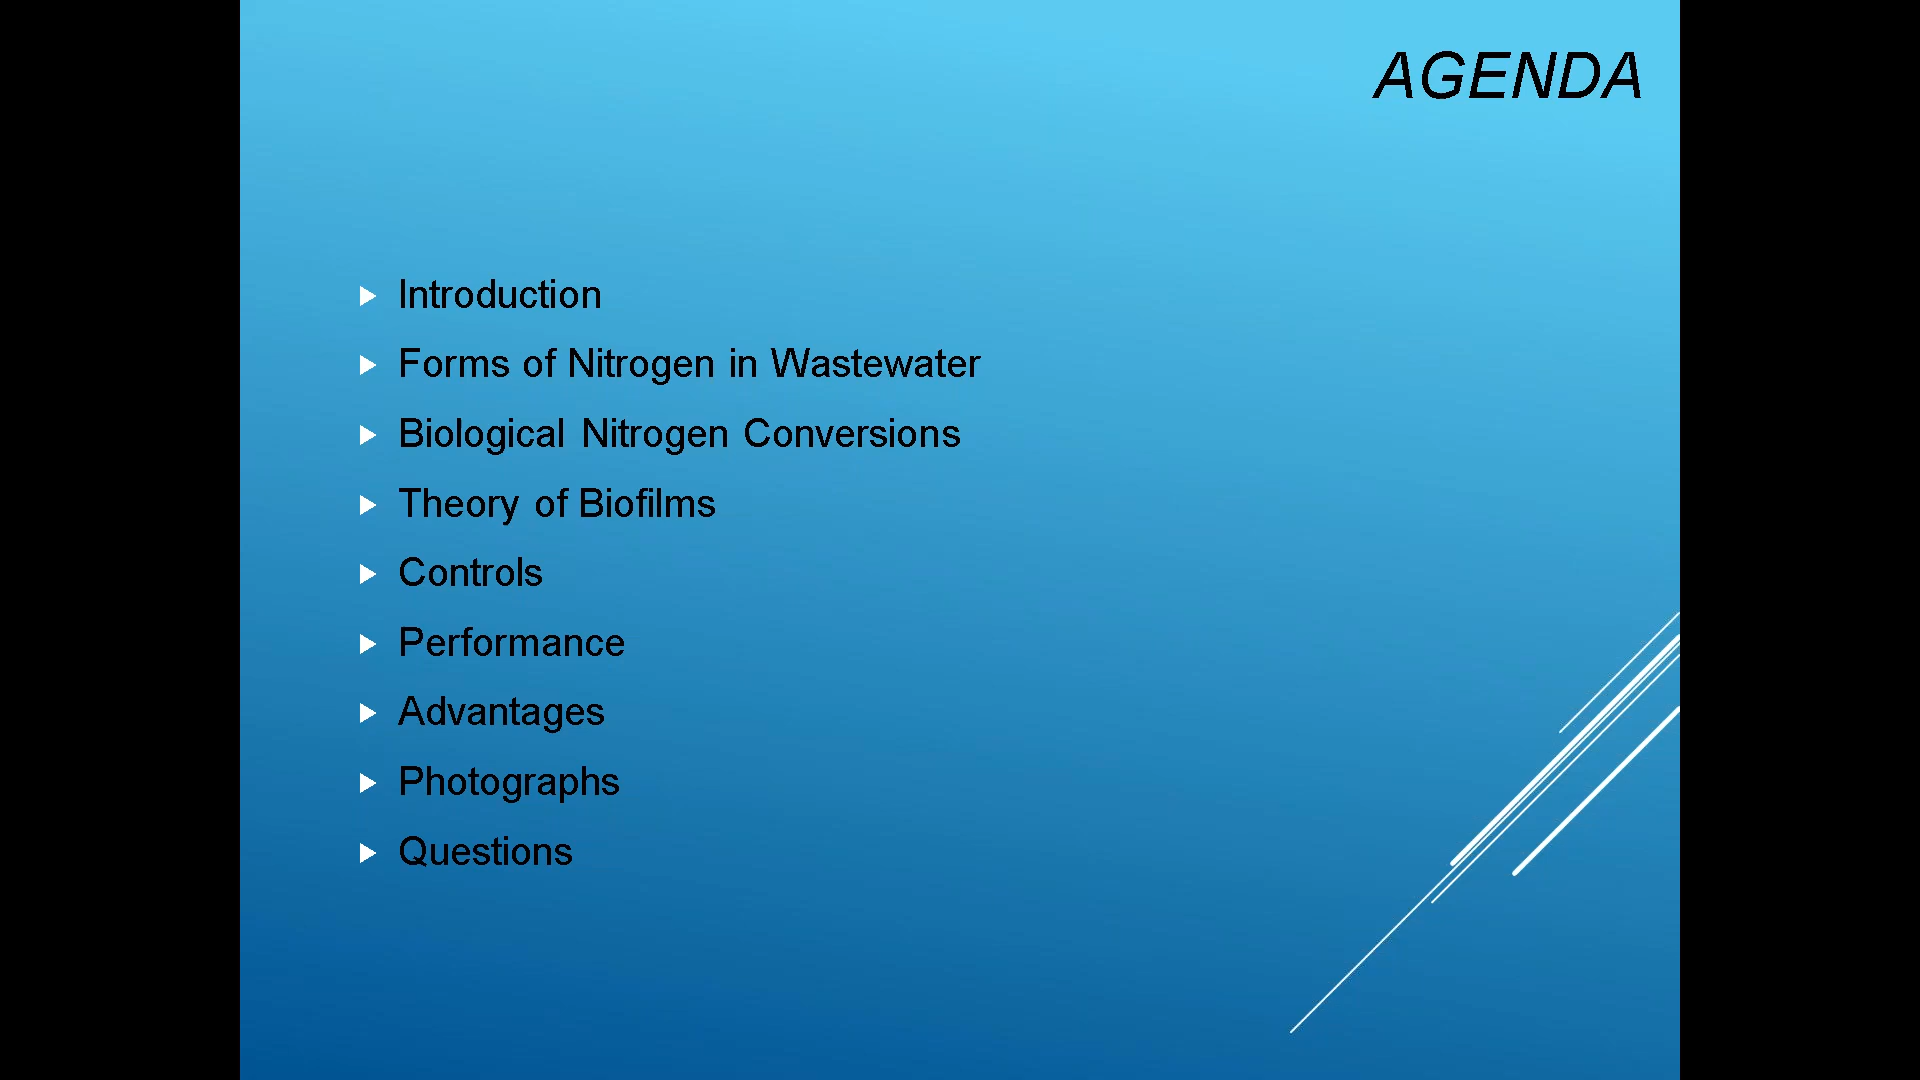 AGENDA
Introduction
Forms of Nitrogen in Wastewater
Biological Nitrogen Conversions
Theory of Biofilms
Controls
Performance
Advantages
Photographs
Questions